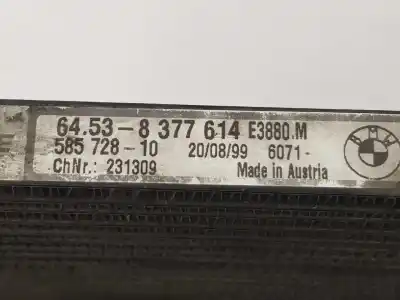 64.53- 8 377 614 E3880.M
585 728 - 10 20/08/99 6071-
ChNr.: 231309 Made in Austria
BMW